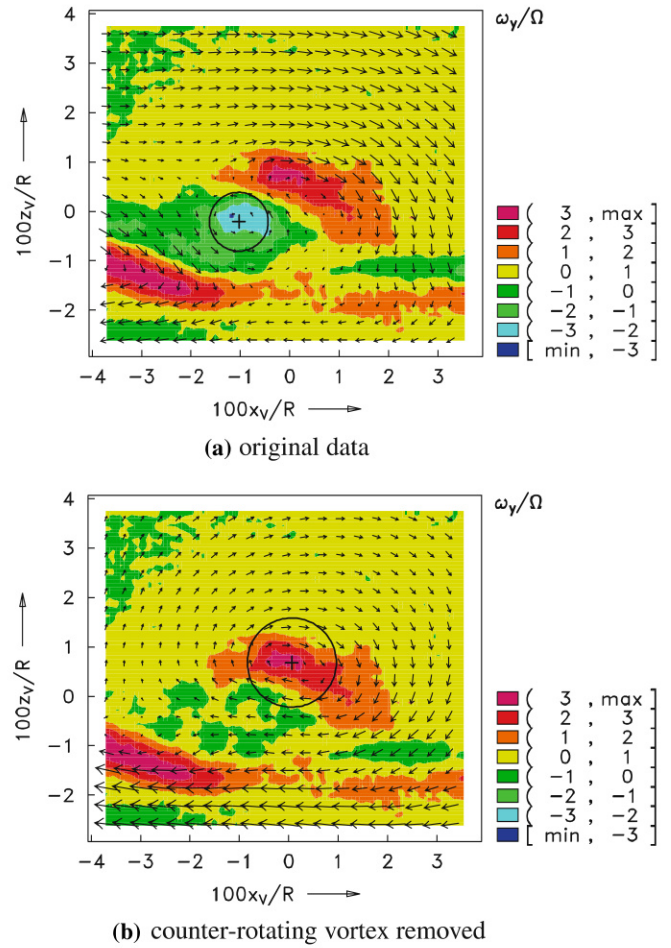 ω_y/Ω
4
3
2
1
0
−1
−2
100z_V/R
−4 −3 −2 −1 0 1 2 3
100x_V/R
( 3 , max ]
( 2 , 3 ]
( 1 , 2 ]
( 0 , 1 ]
( −1 , 0 ]
( −2 , −1 ]
( −3 , −2 ]
[ min , −3 ]
(a) original data
ω_y/Ω
4
3
2
1
0
−1
−2
100z_V/R
−4 −3 −2 −1 0 1 2 3
100x_V/R
( 3 , max ]
( 2 , 3 ]
( 1 , 2 ]
( 0 , 1 ]
( −1 , 0 ]
( −2 , −1 ]
( −3 , −2 ]
[ min , −3 ]
(b) counter-rotating vortex removed